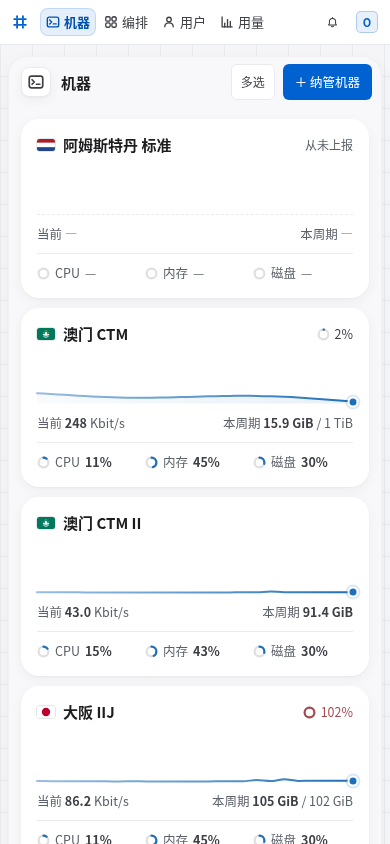 机器 编排 用户 用量 O
机器 多选 + 纳管机器
阿姆斯特丹 标准 从未上报
当前 — 本周期 —
CPU — 内存 — 磁盘 —
澳门 CTM 2%
当前 248 Kbit/s 本周期 15.9 GiB / 1 TiB
CPU 11% 内存 45% 磁盘 30%
澳门 CTM II
当前 43.0 Kbit/s 本周期 91.4 GiB
CPU 15% 内存 43% 磁盘 30%
大阪 IIJ 102%
当前 86.2 Kbit/s 本周期 105 GiB / 102 GiB
CPU 11% 内存 45% 磁盘 30%